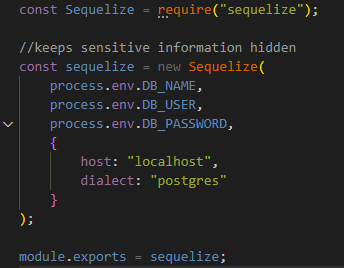 const Sequelize = require("sequelize");
//keeps sensitive information hidden
const sequelize = new Sequelize(
    process.env.DB_NAME,
    process.env.DB_USER,
    process.env.DB_PASSWORD,
    {
        host: "localhost",
        dialect: "postgres"
    }
);
module.exports = sequelize;